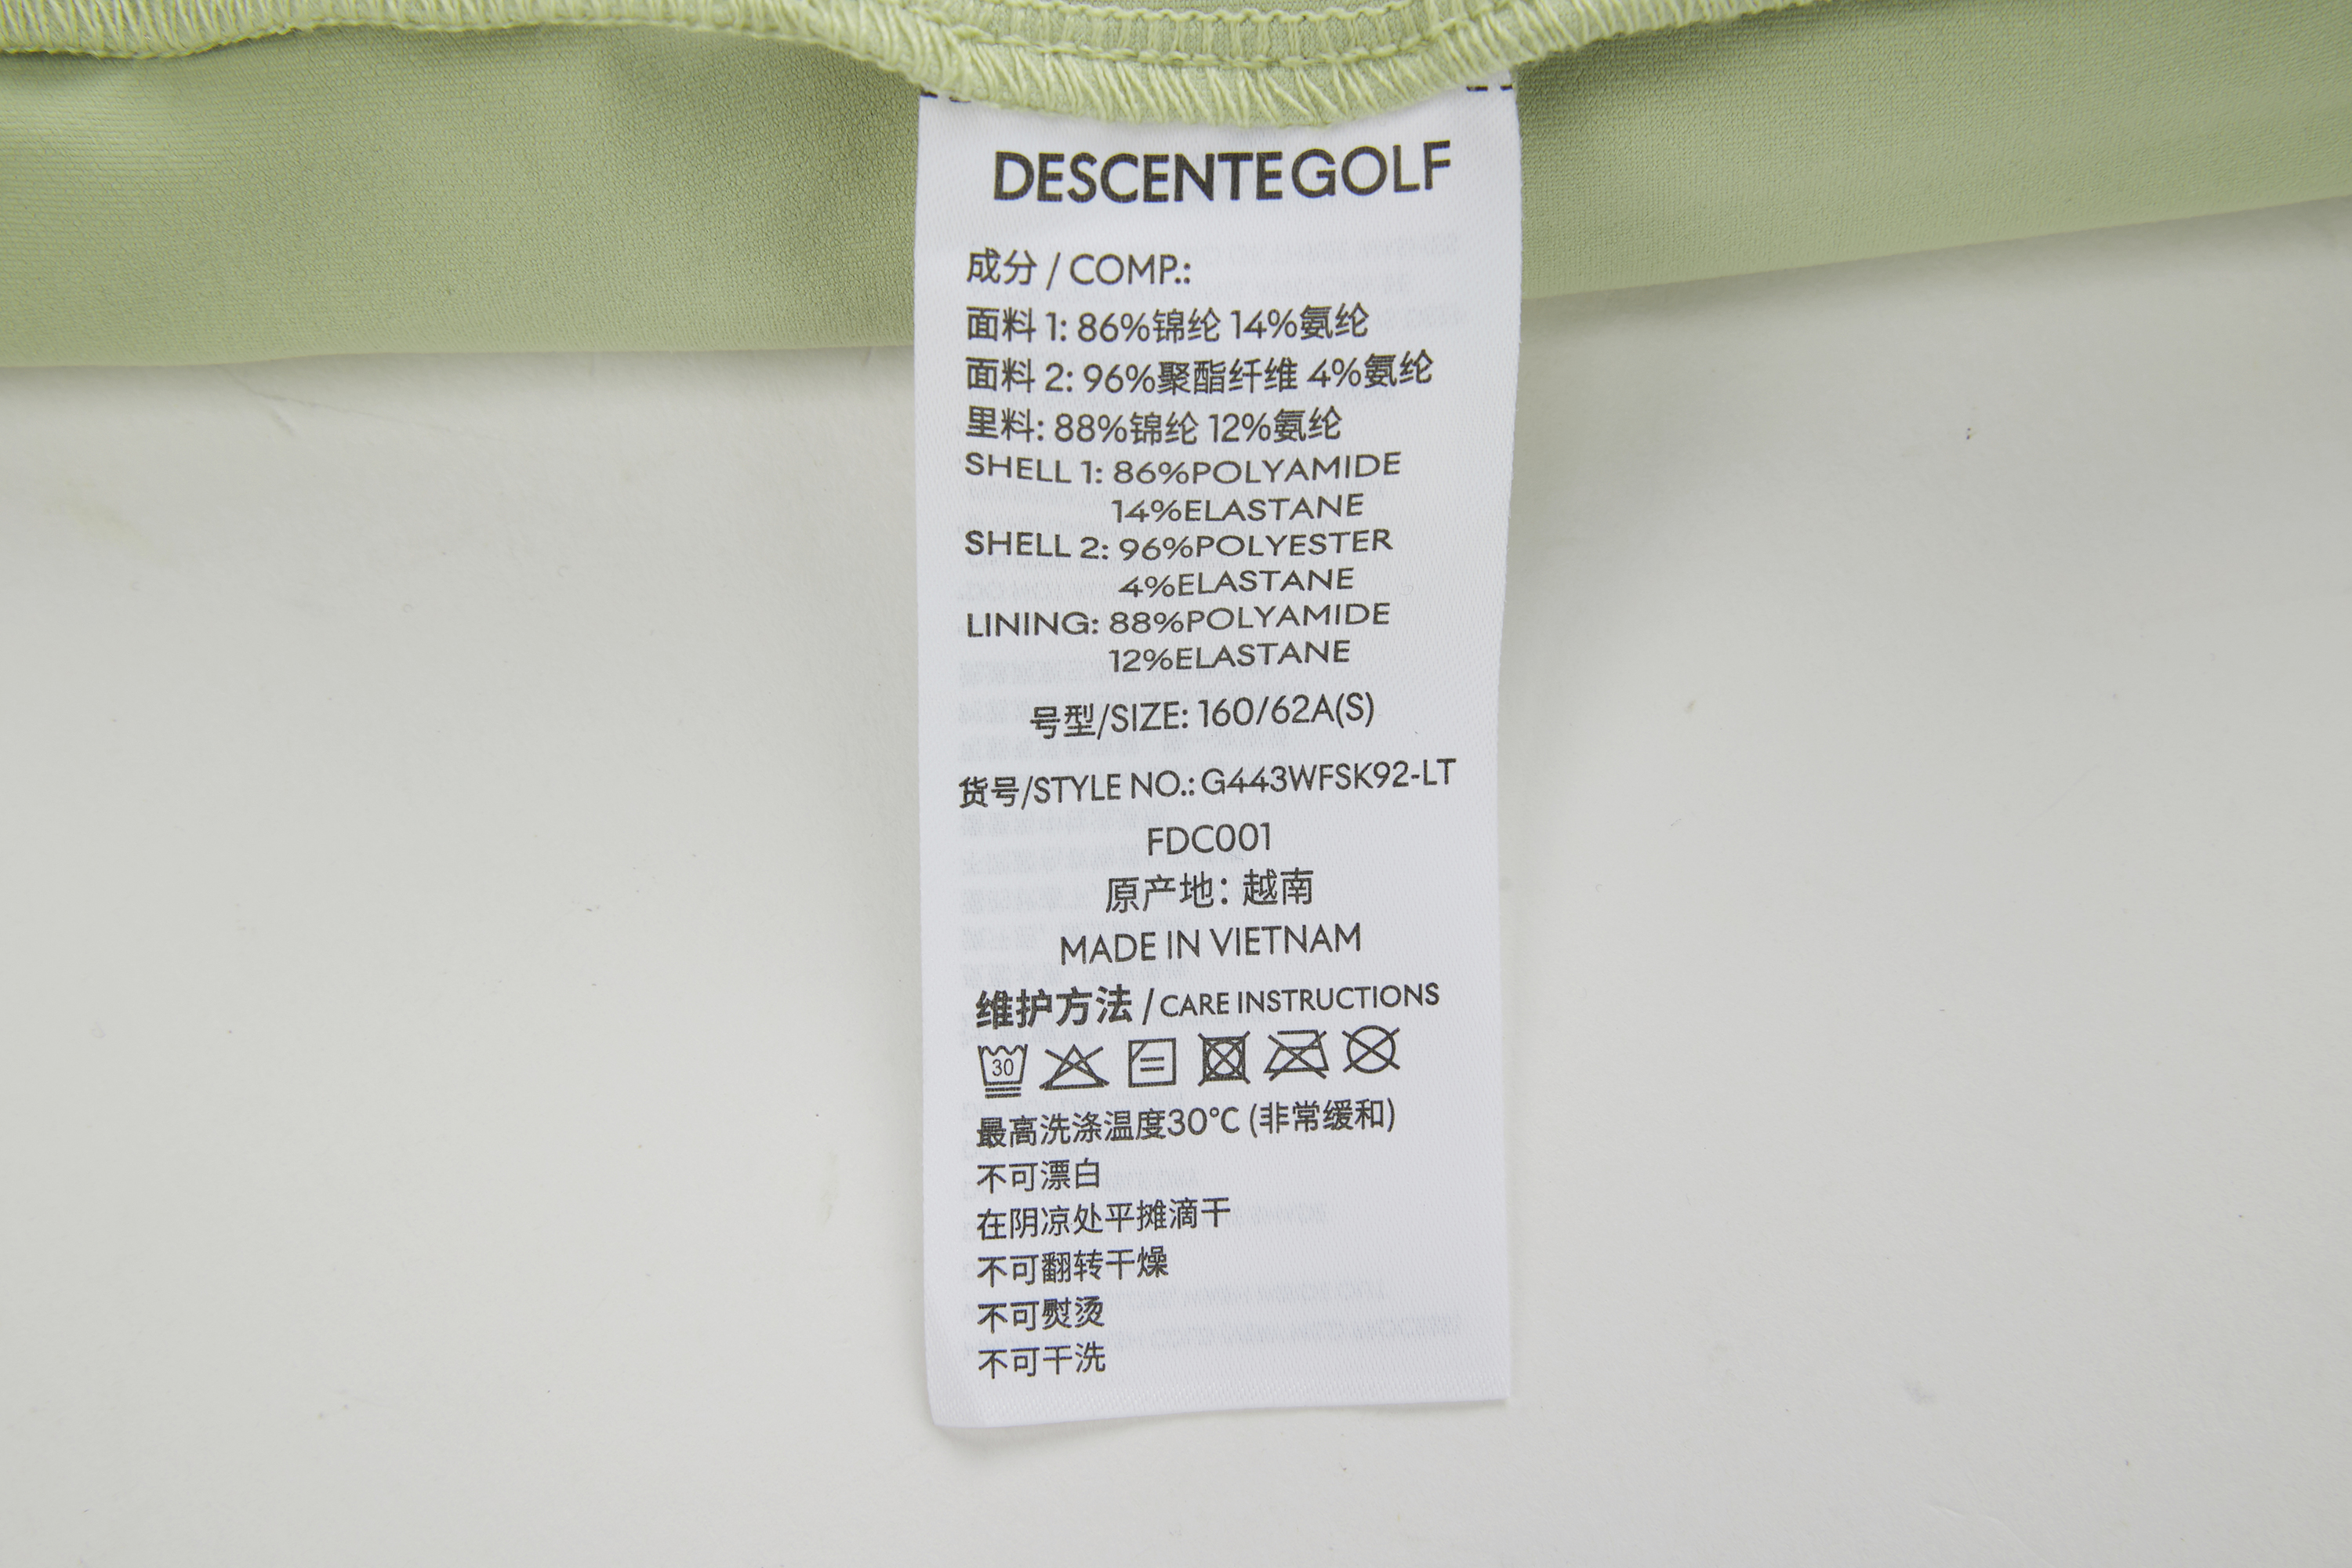 DESCENTE GOLF
成分 / COMP.:
面料 1: 86%锦纶 14%氨纶
面料 2: 96%聚酯纤维 4%氨纶
里料: 88%锦纶 12%氨纶
SHELL 1: 86%POLYAMIDE
14%ELASTANE
SHELL 2: 96%POLYESTER
4%ELASTANE
LINING: 88%POLYAMIDE
12%ELASTANE
号型/SIZE: 160/62A(S)
货号/STYLE NO.: G443WFSK92-LT
FDC001
原产地: 越南
MADE IN VIETNAM
维护方法 / CARE INSTRUCTIONS
30
最高洗涤温度30℃ (非常缓和)
不可漂白
在阴凉处平摊滴干
不可翻转干燥
不可熨烫
不可干洗